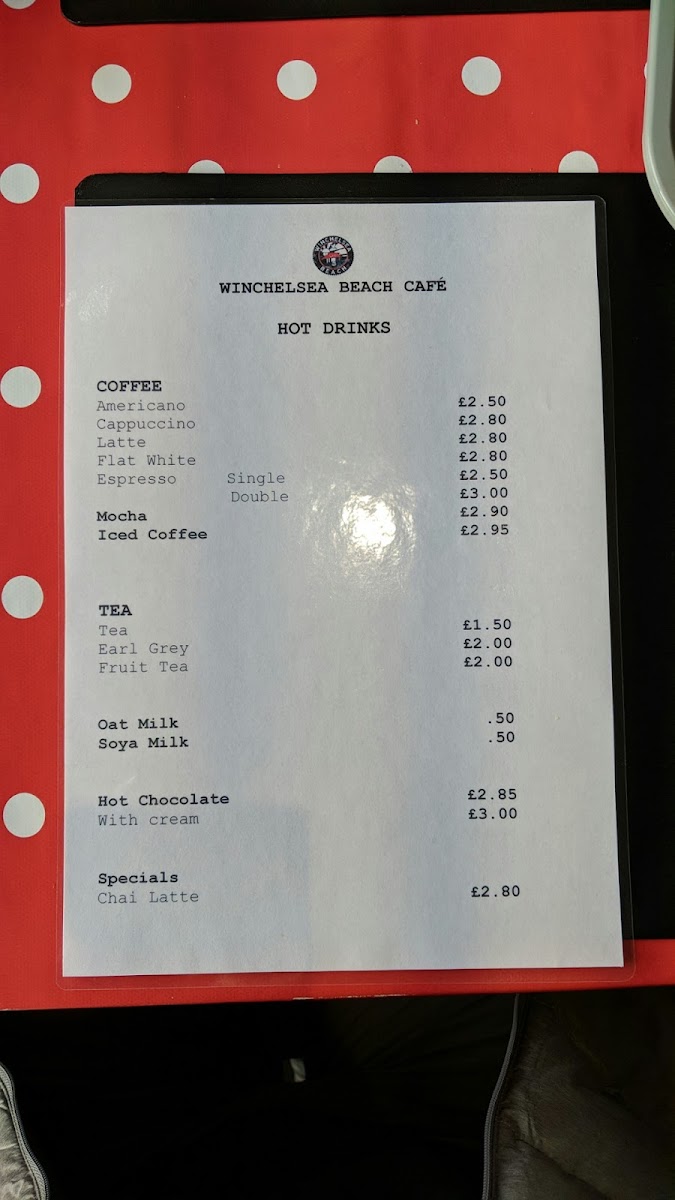 WINCHELSEA
BEACH
WINCHELSEA BEACH CAFÉ
HOT DRINKS
COFFEE
Americano £2.50
Cappuccino £2.80
Latte £2.80
Flat White £2.80
Espresso Single £2.50
Double £3.00
Mocha £2.90
Iced Coffee £2.95
TEA
Tea £1.50
Earl Grey £2.00
Fruit Tea £2.00
Oat Milk .50
Soya Milk .50
Hot Chocolate £2.85
With cream £3.00
Specials
Chai Latte £2.80